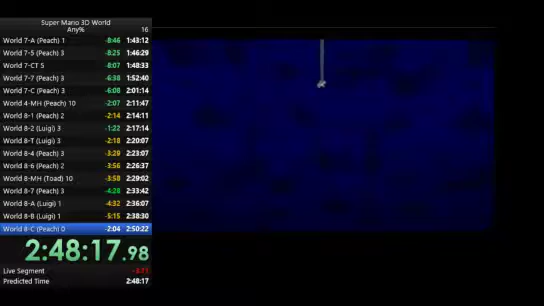 Super Mario 3D World
Any% 16
World 7-A (Peach) 1 -8:46 1:43:12
World 7-5 (Peach) 3 -8:25 1:46:29
World 7-CT 5 -8:07 1:48:33
World 7-7 (Peach) 3 -6:38 1:52:40
World 7-C (Peach) 3 -6:08 2:01:14
World 4-MH (Peach) 10 -2:07 2:11:47
World 8-1 (Peach) 2 -2:14 2:14:11
World 8-2 (Luigi) 3 -1:22 2:17:14
World 8-T (Luigi) 3 -2:18 2:20:07
World 8-4 (Peach) 3 -3:29 2:23:07
World 8-6 (Peach) 2 -3:56 2:26:37
World 8-MH (Toad) 10 -3:58 2:29:02
World 8-7 (Peach) 3 -4:28 2:33:42
World 8-A (Luigi) 1 -4:32 2:36:07
World 8-B (Luigi) 1 -5:15 2:38:30
World 8-C (Peach) 0 -2:04 2:50:22
2:48:17.98
Live Segment
Predicted Time 2:48:17